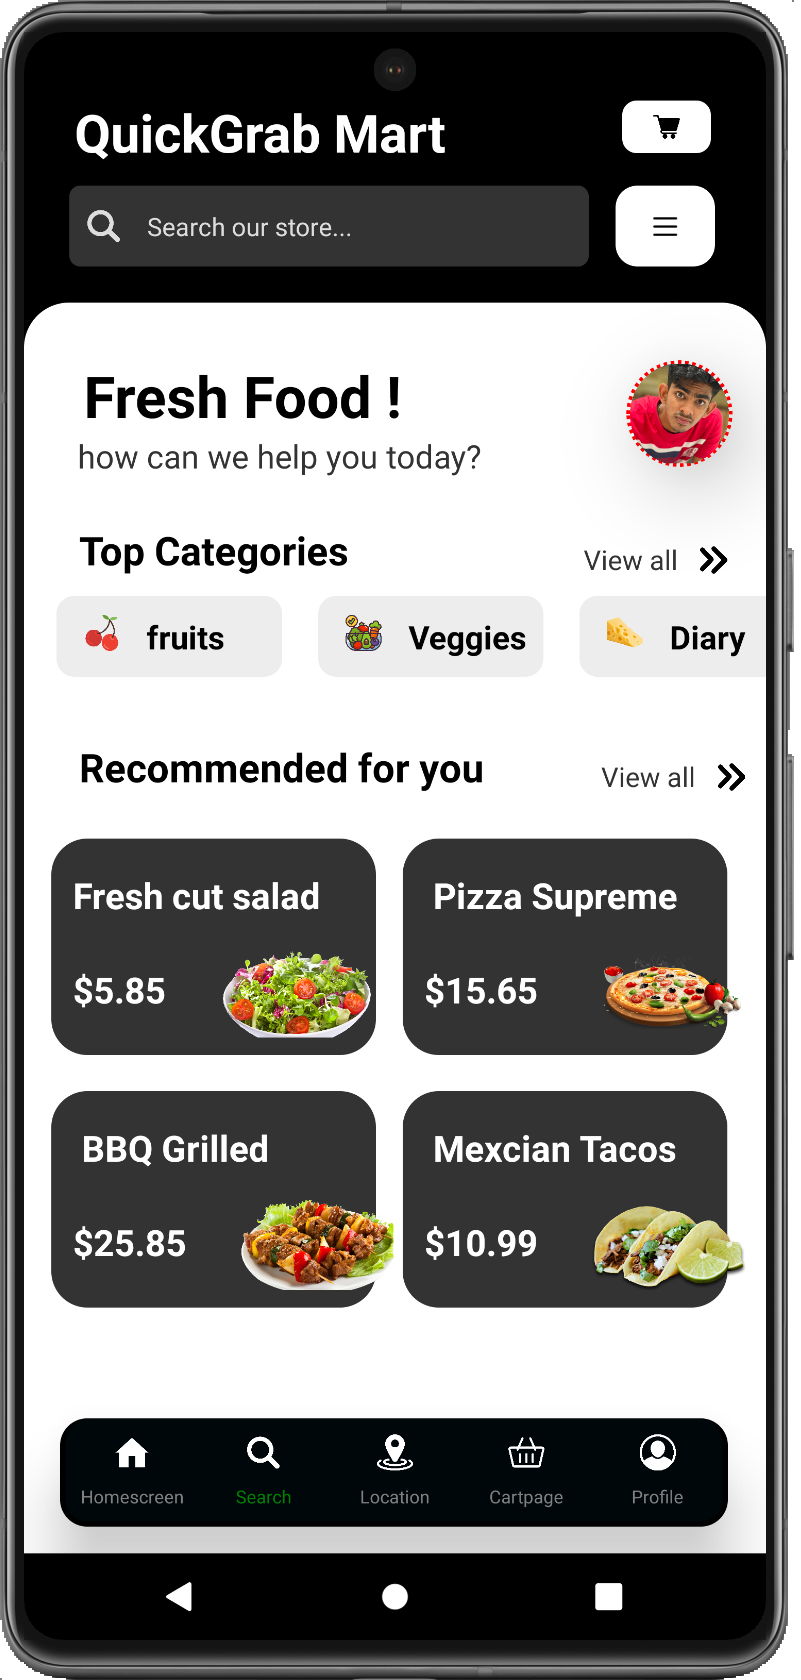 QuickGrab Mart
Search our store...
Fresh Food !
how can we help you today?
Top Categories
View all
fruits
Veggies
Diary
Recommended for you
View all
Fresh cut salad
$5.85
Pizza Supreme
$15.65
BBQ Grilled
$25.85
Mexcian Tacos
$10.99
Homescreen
Search
Location
Cartpage
Profile